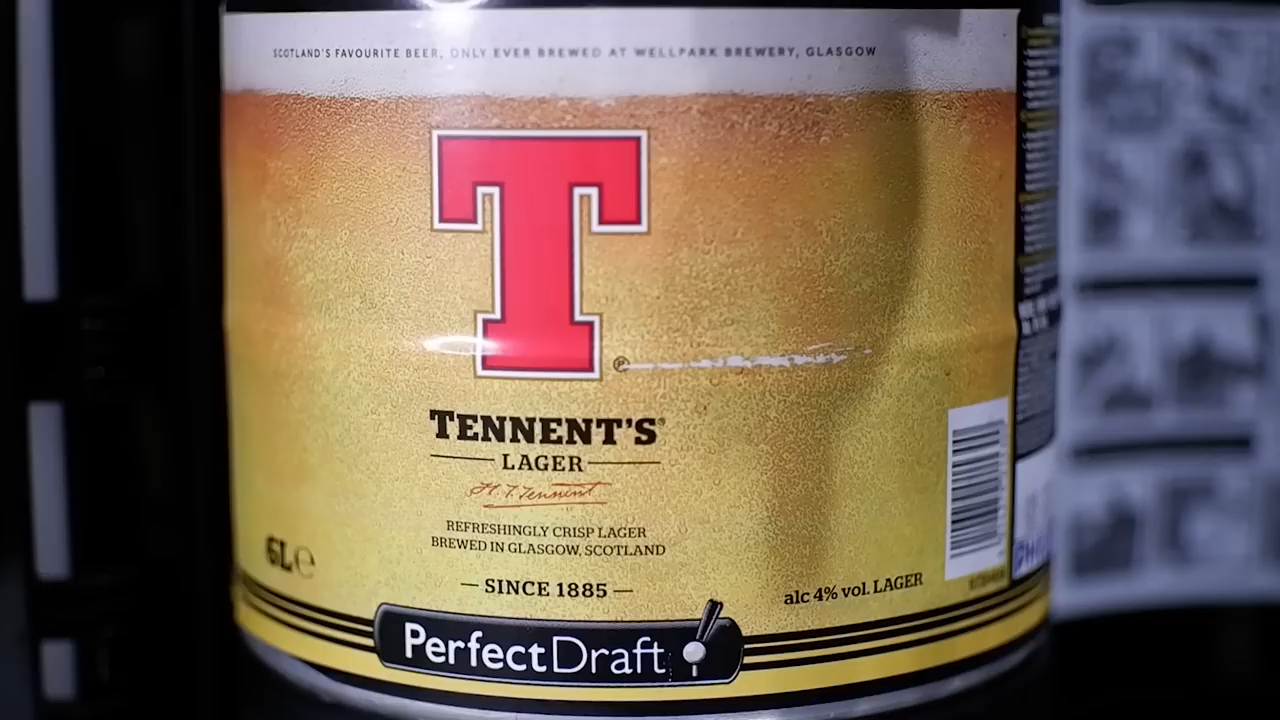 SCOTLAND'S FAVOURITE BEER, ONLY EVER BREWED AT WELLPARK BREWERY, GLASGOW
T
®
TENNENT'S®
LAGER
H.T. Tennent
REFRESHINGLY CRISP LAGER
BREWED IN GLASGOW, SCOTLAND
6L℮
SINCE 1885
alc 4% vol. LAGER
PerfectDraft